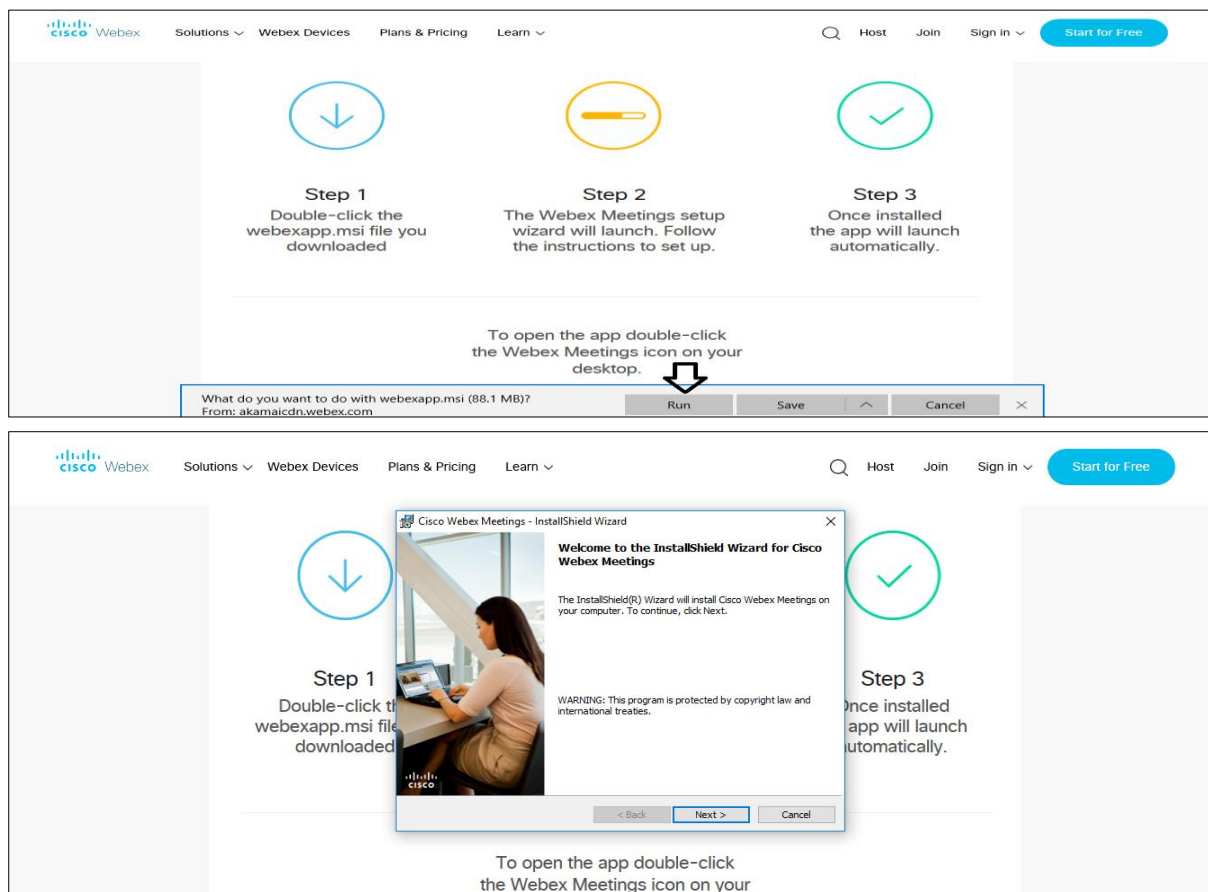 cisco Webex Solutions Webex Devices Plans & Pricing Learn Host Join Sign in Start for Free
Step 1
Double-click the
webexapp.msi file you
downloaded
Step 2
The Webex Meetings setup
wizard will launch. Follow
the instructions to set up.
Step 3
Once installed
the app will launch
automatically.
To open the app double-click
the Webex Meetings icon on your
desktop.
What do you want to do with webexapp.msi (88.1 MB)?
From: akamaicdn.webex.com
Run Save Cancel
cisco Webex Solutions Webex Devices Plans & Pricing Learn Host Join Sign in Start for Free
Cisco Webex Meetings - InstallShield Wizard
Welcome to the InstallShield Wizard for Cisco
Webex Meetings
The InstallShield(R) Wizard will install Cisco Webex Meetings on
your computer. To continue, click Next.
WARNING: This program is protected by copyright law and
international treaties.
cisco
< Back Next > Cancel
Step 1
Double-click th
webexapp.msi file
downloaded
Step 3
Once installed
app will launch
utomatically.
To open the app double-click
the Webex Meetings icon on your